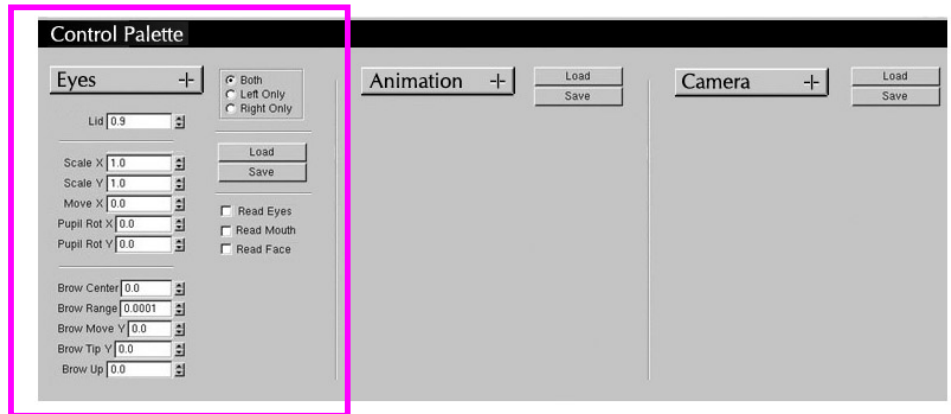 Control Palette
Eyes -|-
Both
Left Only
Right Only
Lid 0.9
Load
Save
Scale X 1.0
Scale Y 1.0
Move X 0.0
Pupil Rot X 0.0
Pupil Rot Y 0.0
Read Eyes
Read Mouth
Read Face
Brow Center 0.0
Brow Range 0.0001
Brow Move Y 0.0
Brow Tip Y 0.0
Brow Up 0.0
Animation -|-
Load
Save
Camera -|-
Load
Save